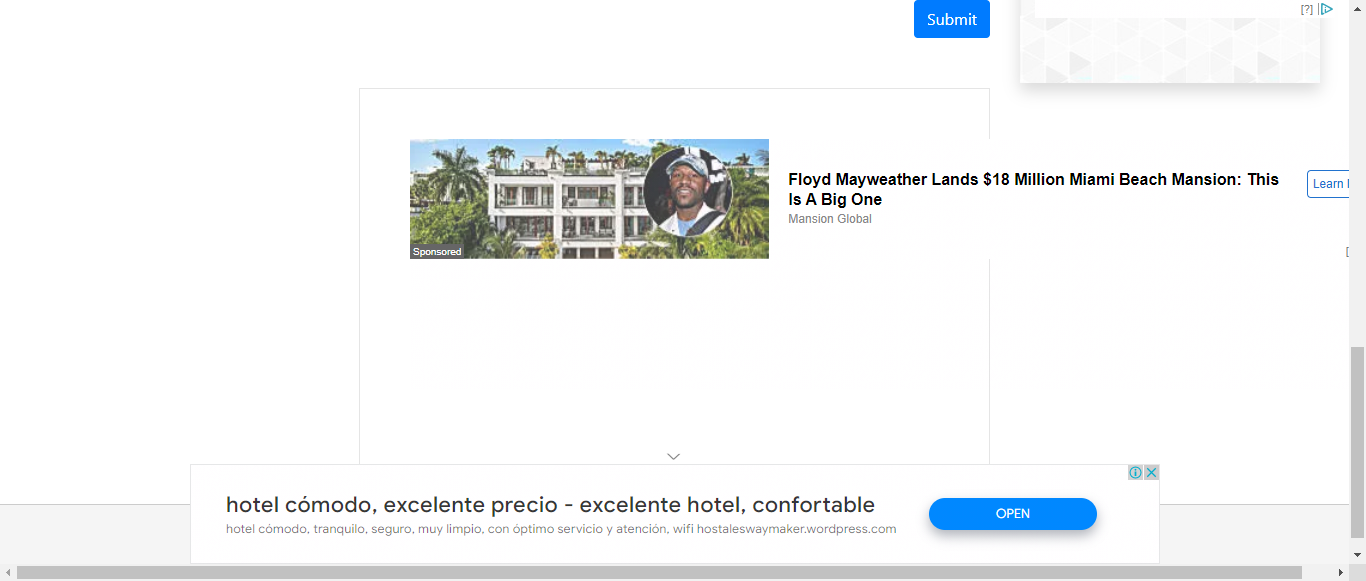 Submit
[?]
Floyd Mayweather Lands $18 Million Miami Beach Mansion: This
Is A Big One
Mansion Global
Learn
Sponsored
hotel cómodo, excelente precio - excelente hotel, confortable
hotel cómodo, tranquilo, seguro, muy limpio, con óptimo servicio y atención, wifi hostaleswaymaker.wordpress.com
OPEN